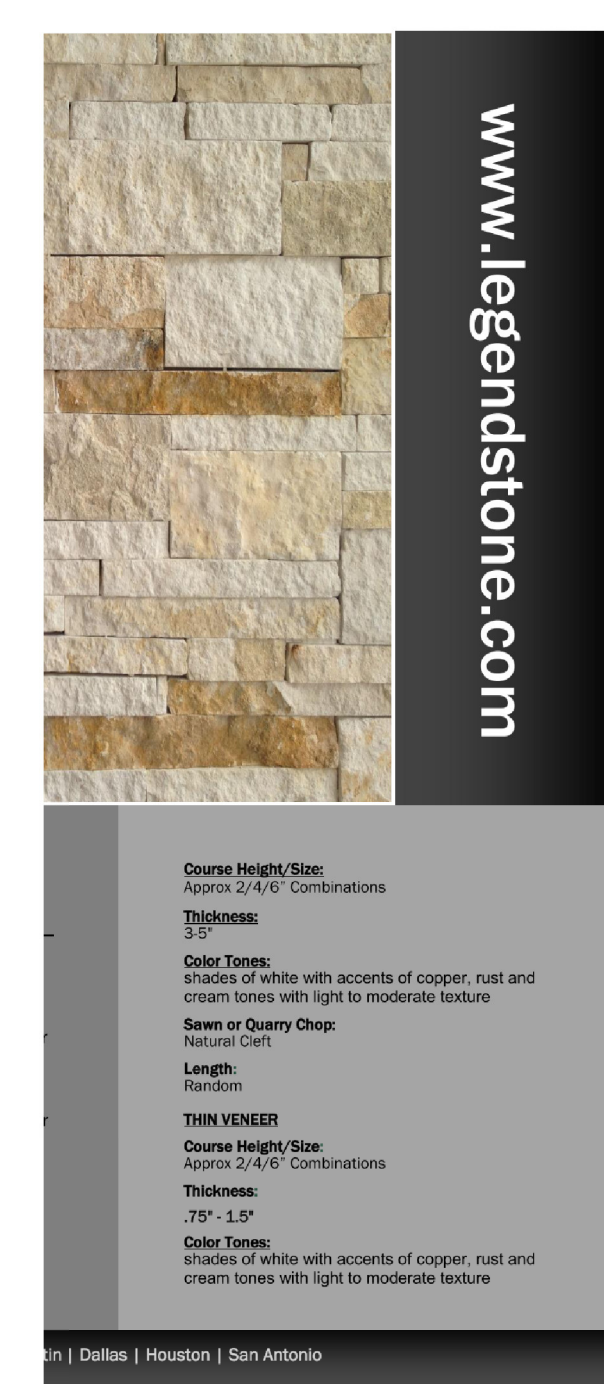 www.legendstone.com
Course Height/Size:
Approx 2/4/6" Combinations
Thickness:
3-5"
Color Tones:
shades of white with accents of copper, rust and
cream tones with light to moderate texture
Sawn or Quarry Chop:
Natural Cleft
Length:
Random
THIN VENEER
Course Height/Size:
Approx 2/4/6" Combinations
Thickness:
.75" - 1.5"
Color Tones:
shades of white with accents of copper, rust and
cream tones with light to moderate texture
tin | Dallas | Houston | San Antonio